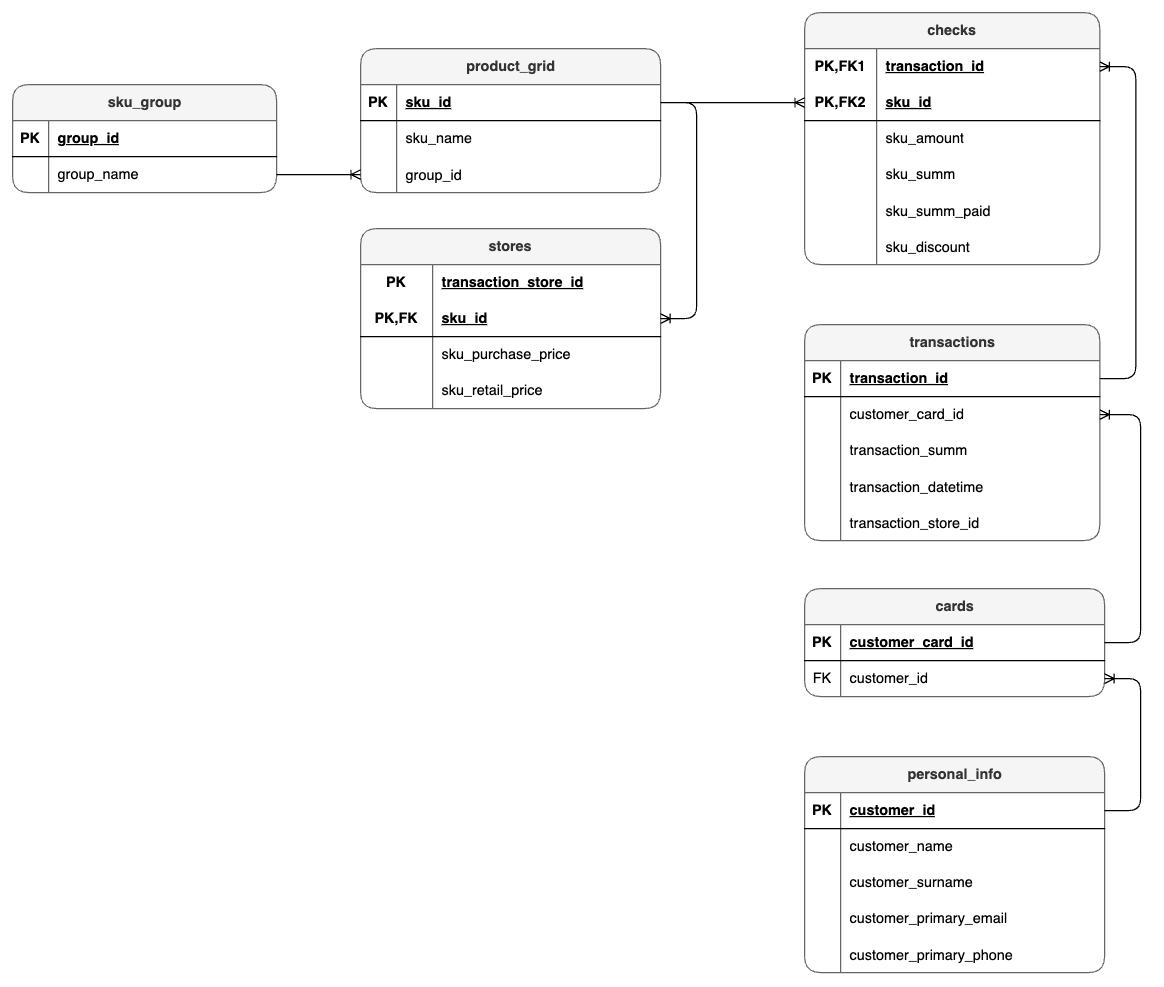 sku_group
PK group_id
group_name
product_grid
PK sku_id
sku_name
group_id
stores
PK transaction_store_id
PK,FK sku_id
sku_purchase_price
sku_retail_price
checks
PK,FK1 transaction_id
PK,FK2 sku_id
sku_amount
sku_summ
sku_summ_paid
sku_discount
transactions
PK transaction_id
customer_card_id
transaction_summ
transaction_datetime
transaction_store_id
cards
PK customer_card_id
FK customer_id
personal_info
PK customer_id
customer_name
customer_surname
customer_primary_email
customer_primary_phone